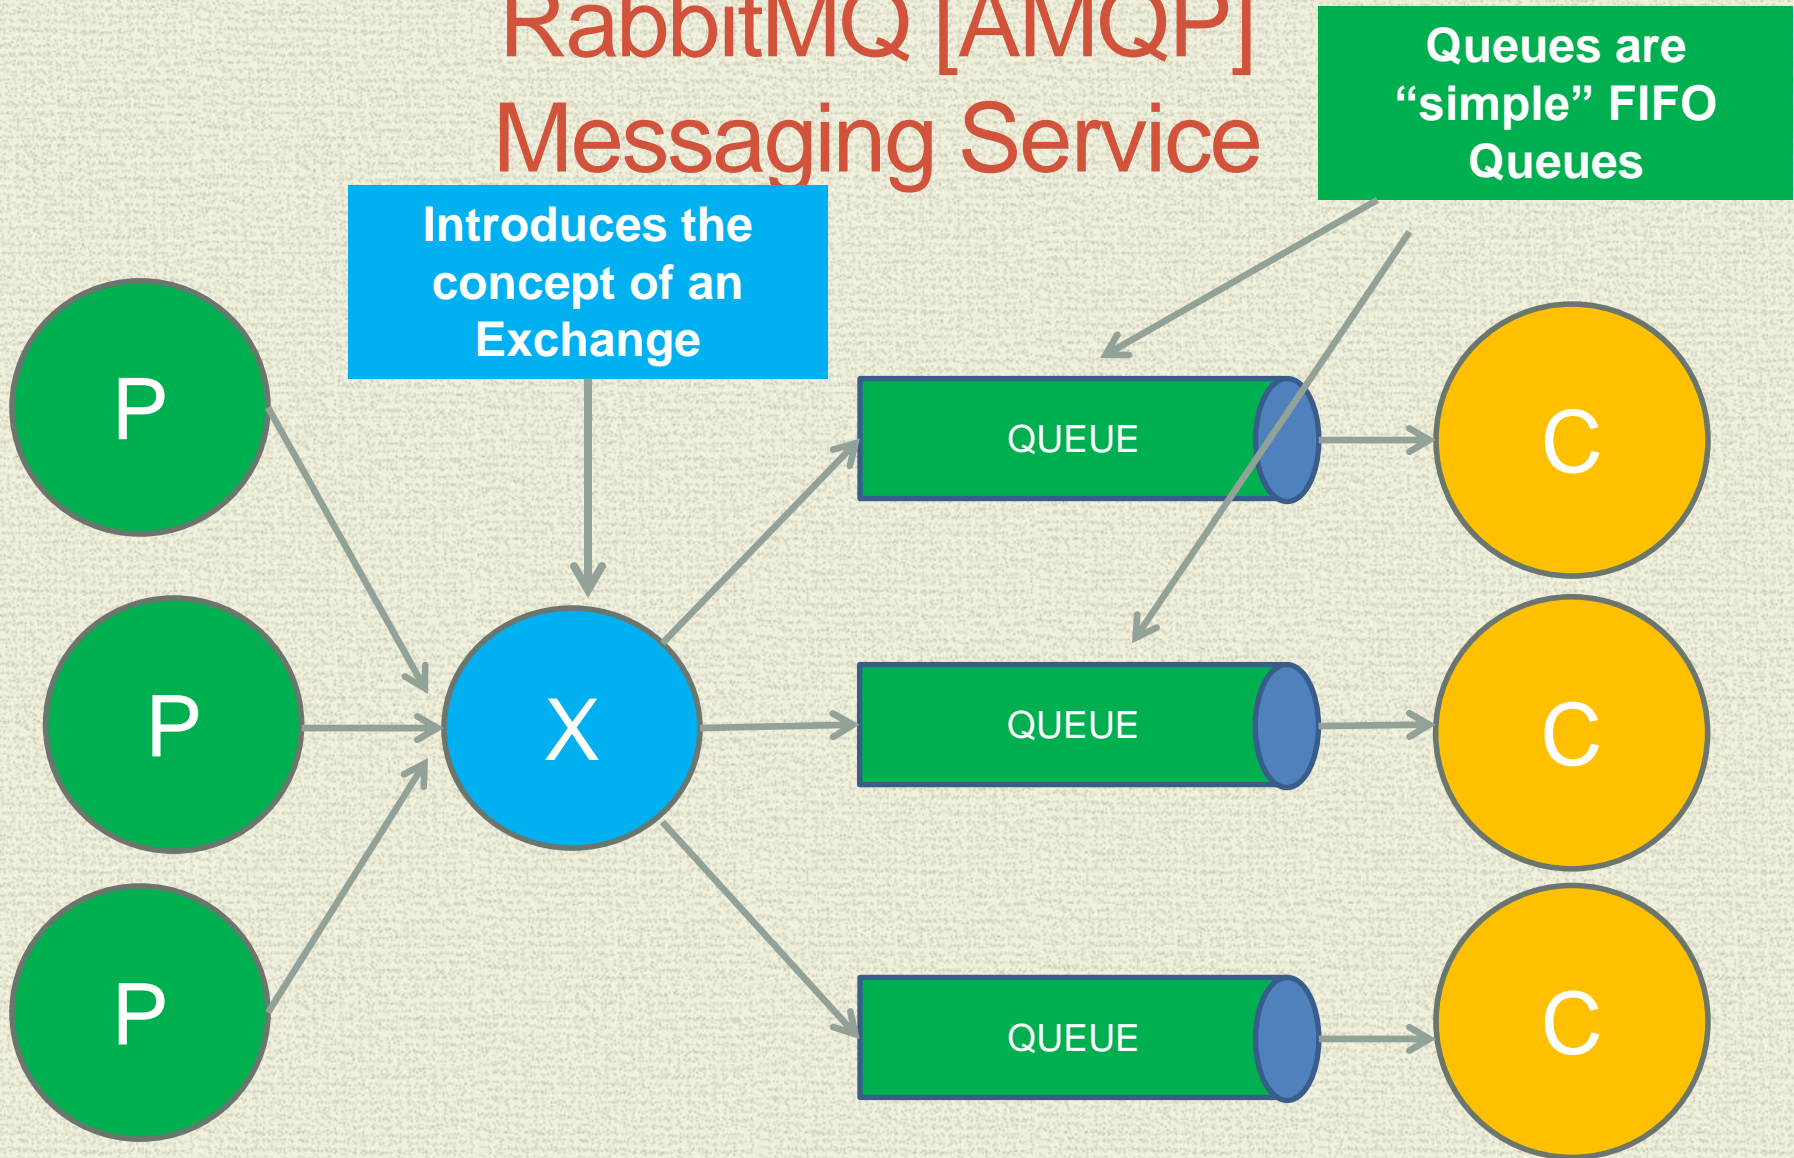 RabbitMQ [AMQP]
Messaging Service
Queues are
“simple” FIFO
Queues
Introduces the
concept of an
Exchange
P
QUEUE
C
P
X
QUEUE
C
P
QUEUE
C